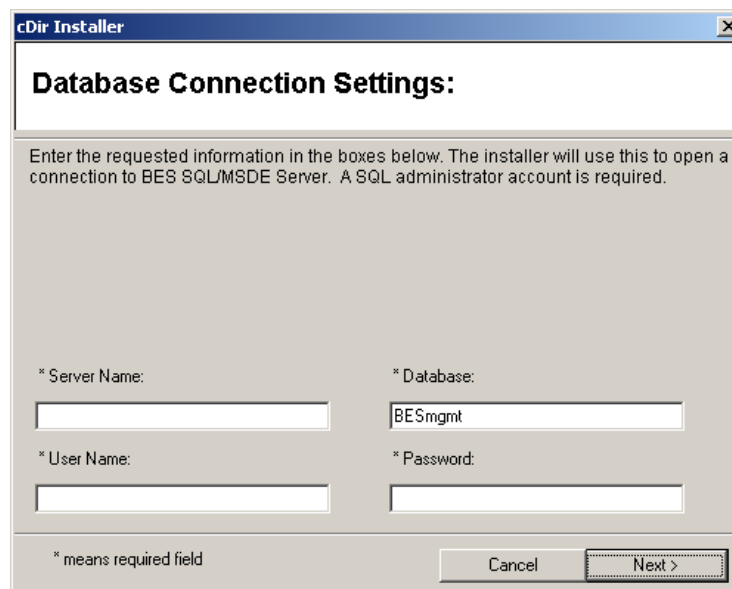 cDir Installer
Database Connection Settings:
Enter the requested information in the boxes below. The installer will use this to open a
connection to BES SQL/MSDE Server.  A SQL administrator account is required.
* Server Name:
* Database:
BESmgmt
* User Name:
* Password:
* means required field
Cancel
Next >